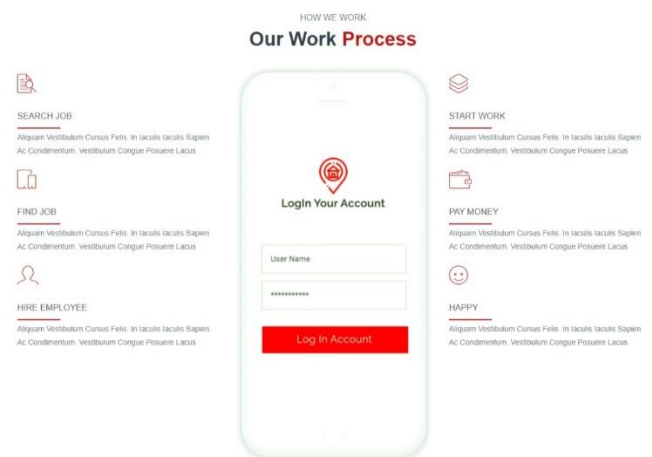 HOW WE WORK
Our Work Process
SEARCH JOB
Aliquam Vestibulum Cursus Felis. In Iaculis Iaculis Sapien
Ac Condimentum. Vestibulum Congue Posuere Lacus
FIND JOB
Aliquam Vestibulum Cursus Felis. In Iaculis Iaculis Sapien
Ac Condimentum. Vestibulum Congue Posuere Lacus
HIRE EMPLOYEE
Aliquam Vestibulum Cursus Felis. In Iaculis Iaculis Sapien
Ac Condimentum. Vestibulum Congue Posuere Lacus
LogIn Your Account
User Name
***********
Log In Account
START WORK
Aliquam Vestibulum Cursus Felis. In Iaculis Iaculis Sapien
Ac Condimentum. Vestibulum Congue Posuere Lacus
PAY MONEY
Aliquam Vestibulum Cursus Felis. In Iaculis Iaculis Sapien
Ac Condimentum. Vestibulum Congue Posuere Lacus
HAPPY
Aliquam Vestibulum Cursus Felis. In Iaculis Iaculis Sapien
Ac Condimentum. Vestibulum Congue Posuere Lacus